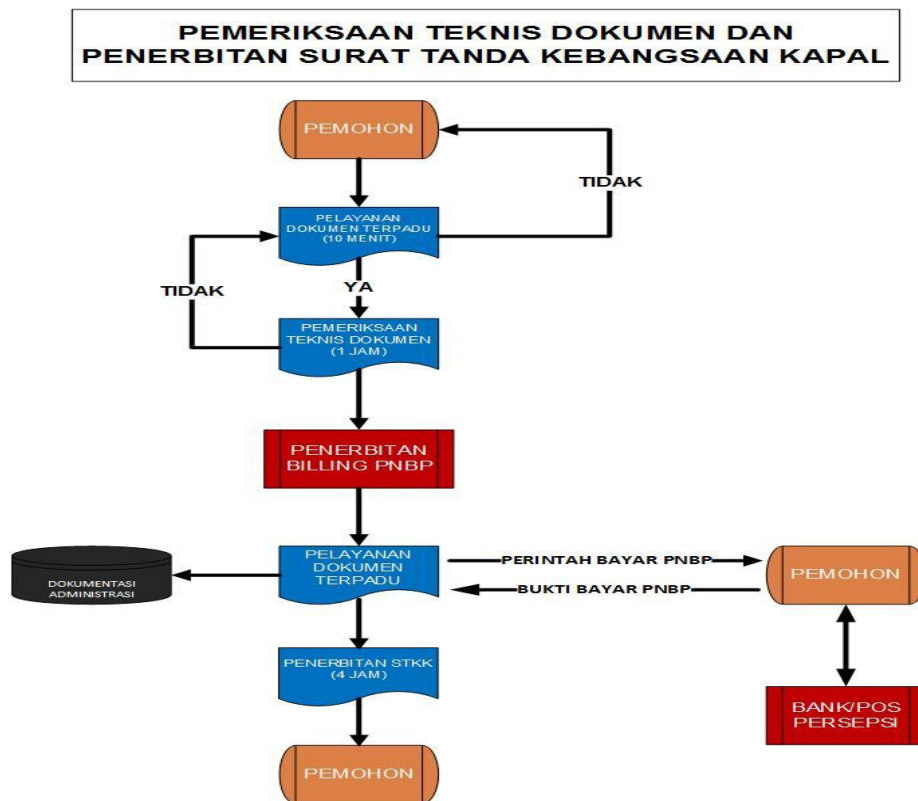 PEMERIKSAAN TEKNIS DOKUMEN DAN
PENERBITAN SURAT TANDA KEBANGSAAN KAPAL
PEMOHON
TIDAK
PELAYANAN
DOKUMEN TERPADU
(10 MENIT)
TIDAK
YA
PEMERIKSAAN
TEKNIS DOKUMEN
(1 JAM)
PENERBITAN
BILLING PNBP
PELAYANAN
DOKUMEN
TERPADU
PERINTAH BAYAR PNBP
BUKTI BAYAR PNBP
PEMOHON
DOKUMENTASI
ADMINISTRASI
PENERBITAN STKK
(4 JAM)
BANK/POS
PERSEPSI
PEMOHON